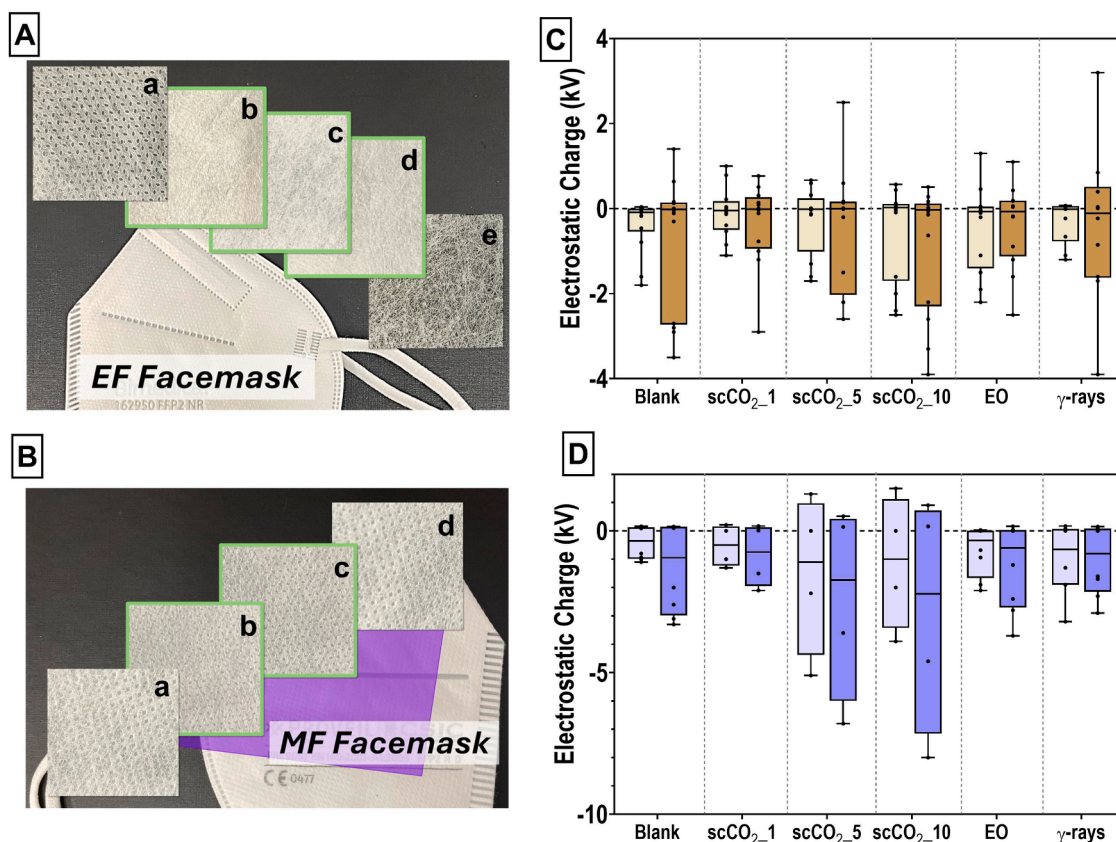 A
a
b
c
d
e
EF Facemask
162950 FFP2 NR
B
d
c
b
a
MF Facemask
CE 0477
C
Electrostatic Charge (kV)
4
2
0
-2
-4
Blank scCO₂_1 scCO₂_5 scCO₂_10 EO γ-rays
D
Electrostatic Charge (kV)
0
-5
-10
Blank scCO₂_1 scCO₂_5 scCO₂_10 EO γ-rays